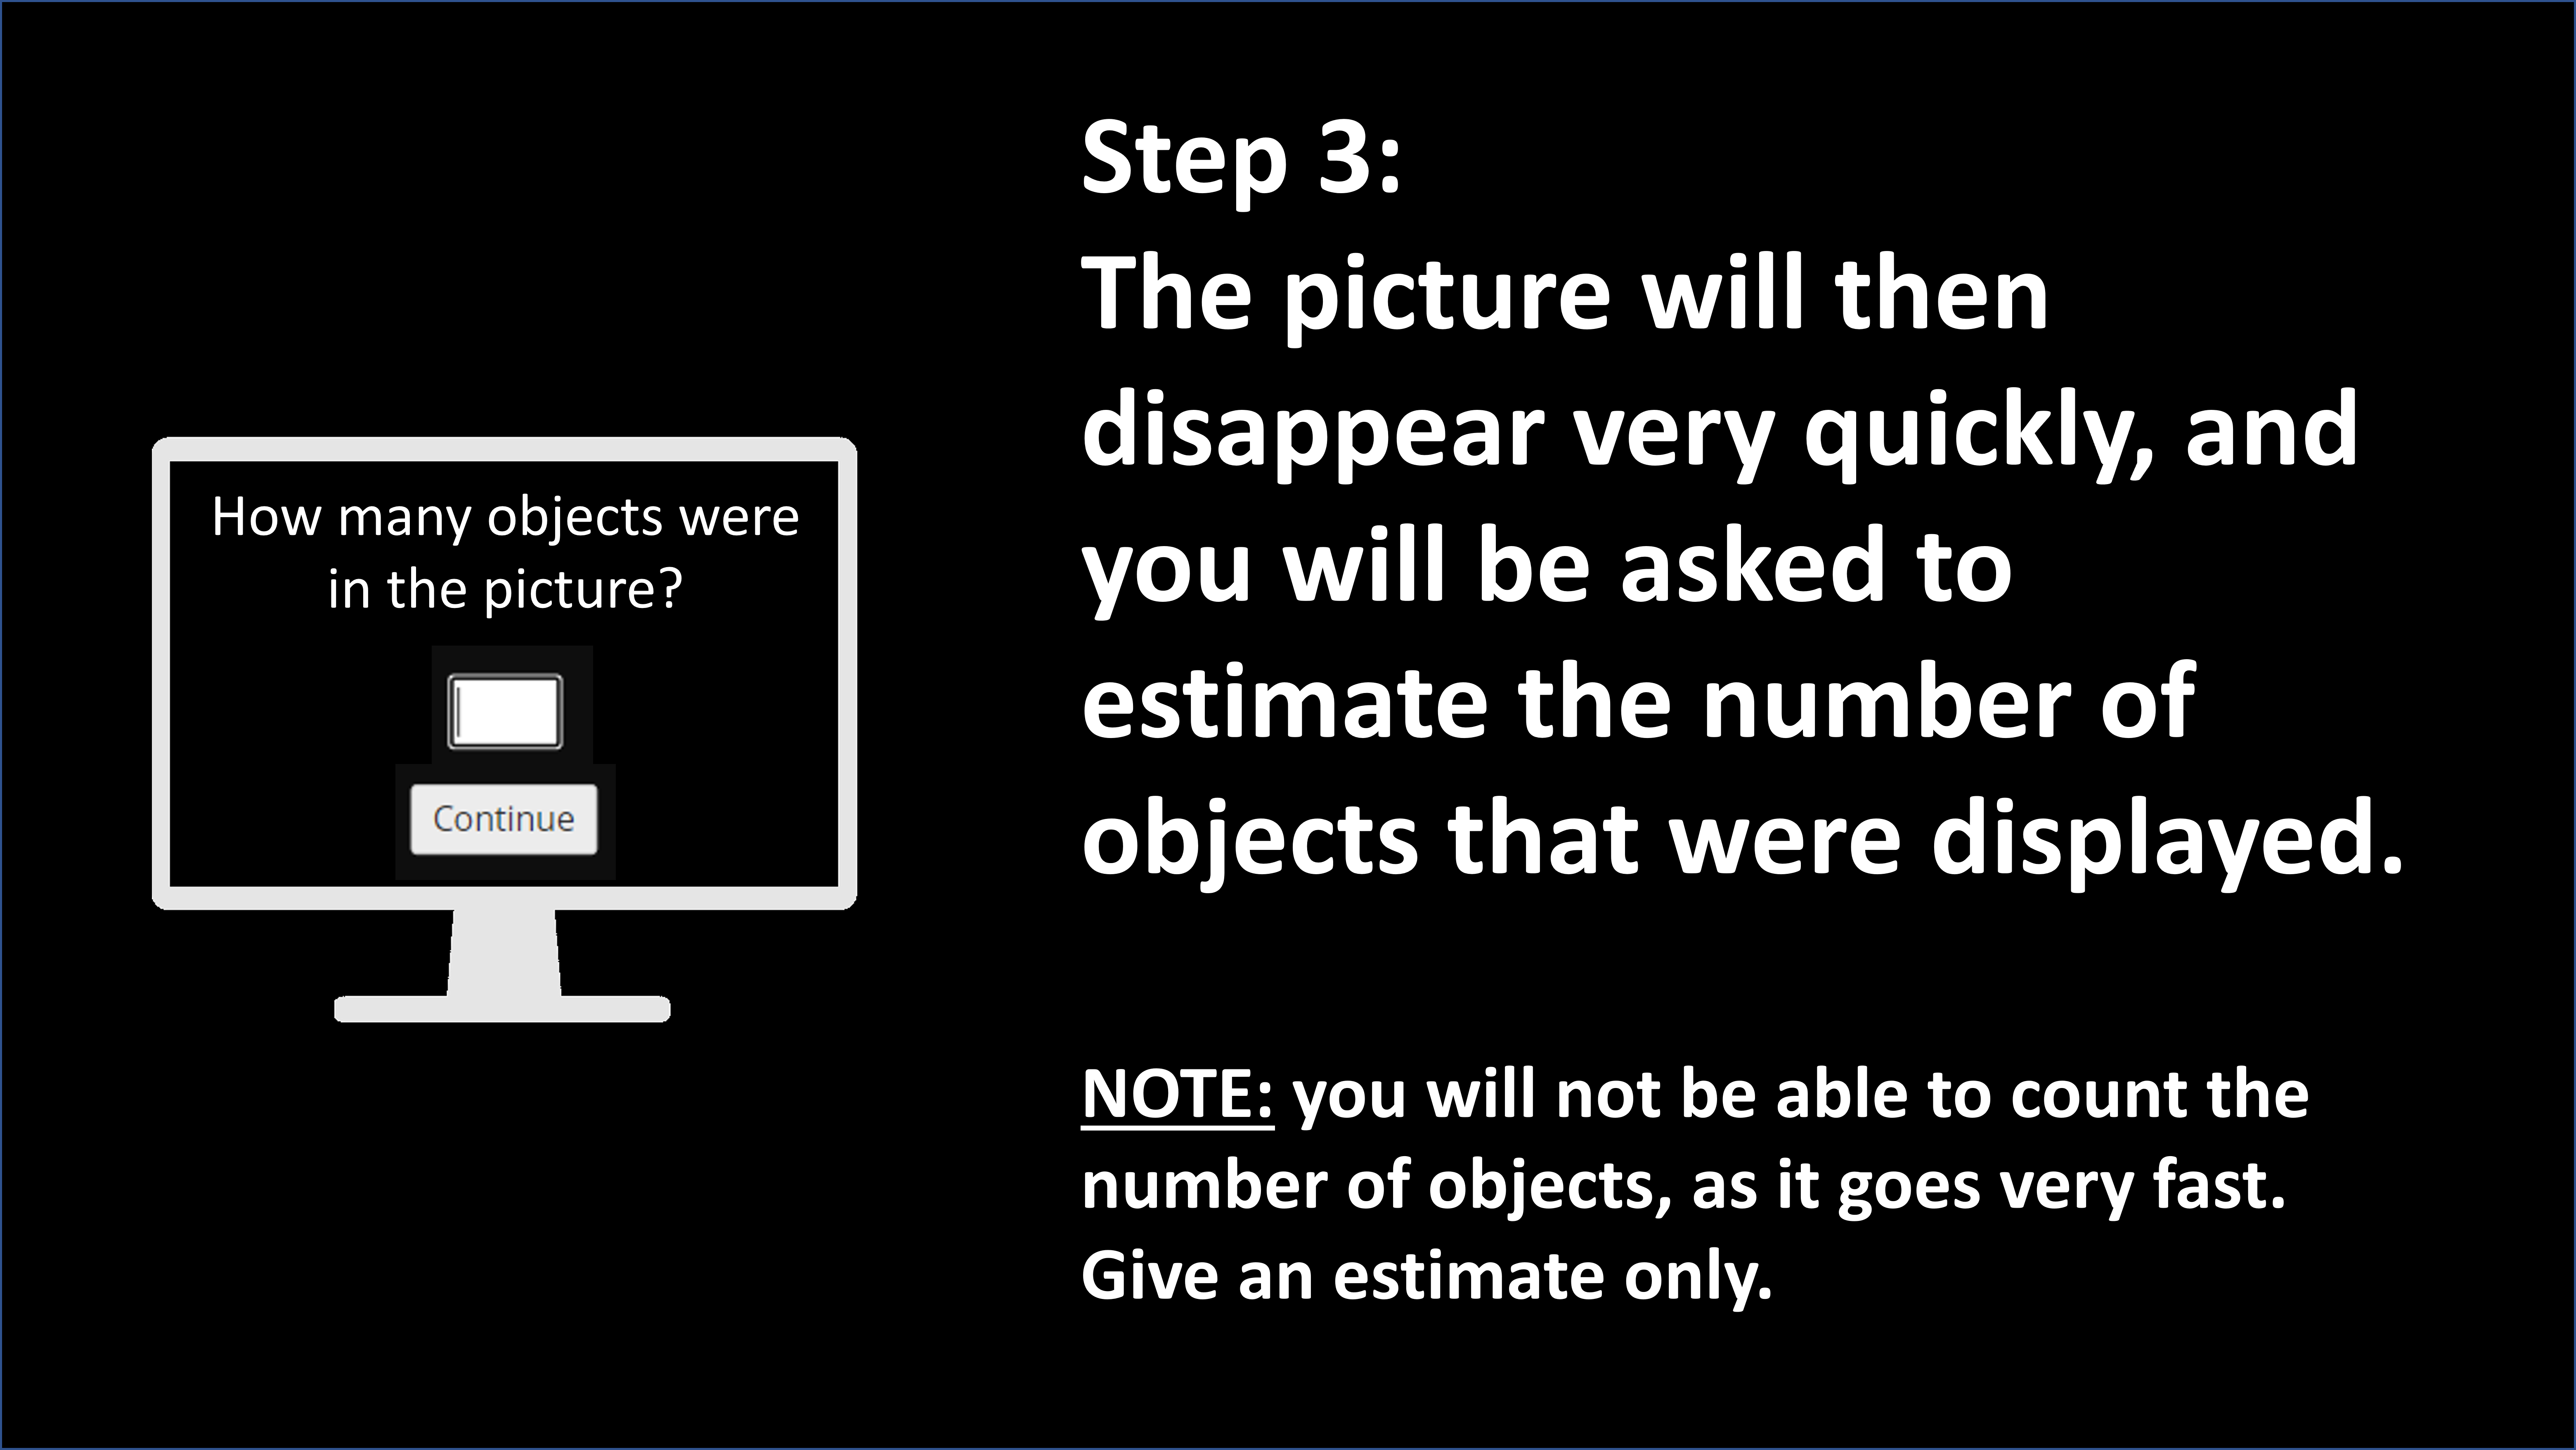 How many objects were
in the picture?
Continue
Step 3:
The picture will then
disappear very quickly, and
you will be asked to
estimate the number of
objects that were displayed.
NOTE: you will not be able to count the
number of objects, as it goes very fast.
Give an estimate only.